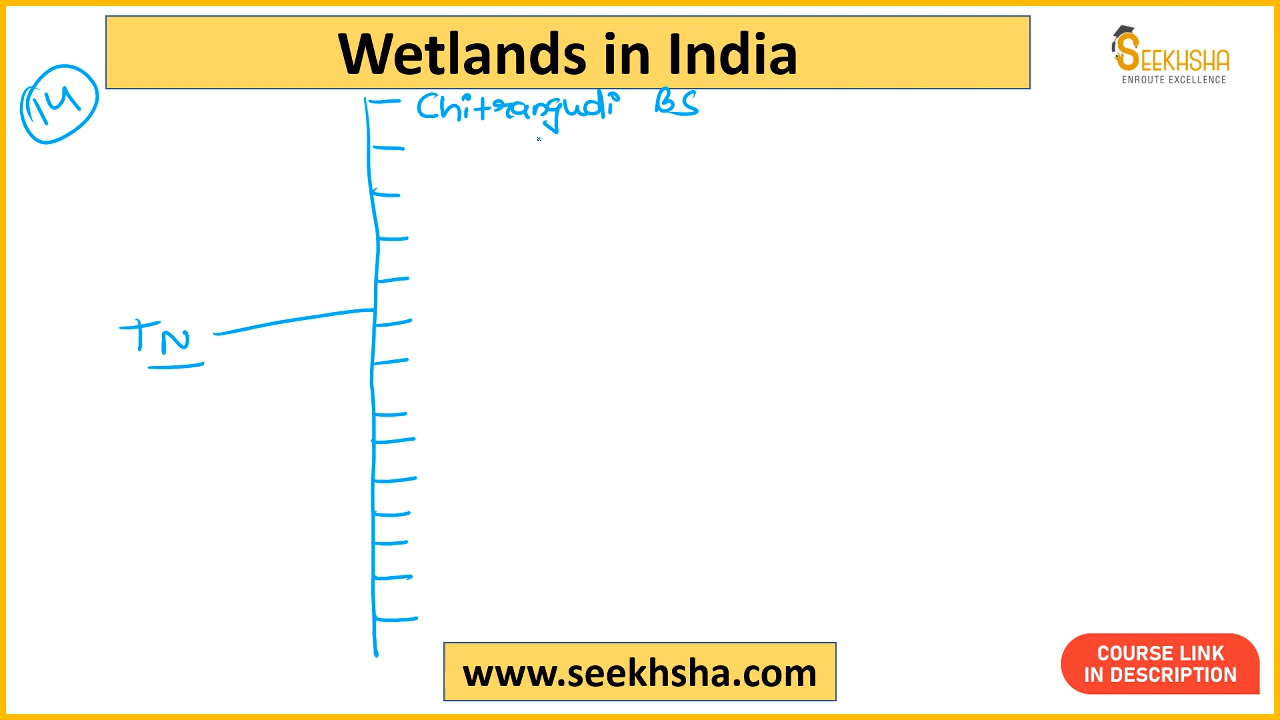 Wetlands in India
SEEKHSHA
ENROUTE EXCELLENCE
14
Chitrangudi BS
TN
www.seekhsha.com
COURSE LINK
IN DESCRIPTION